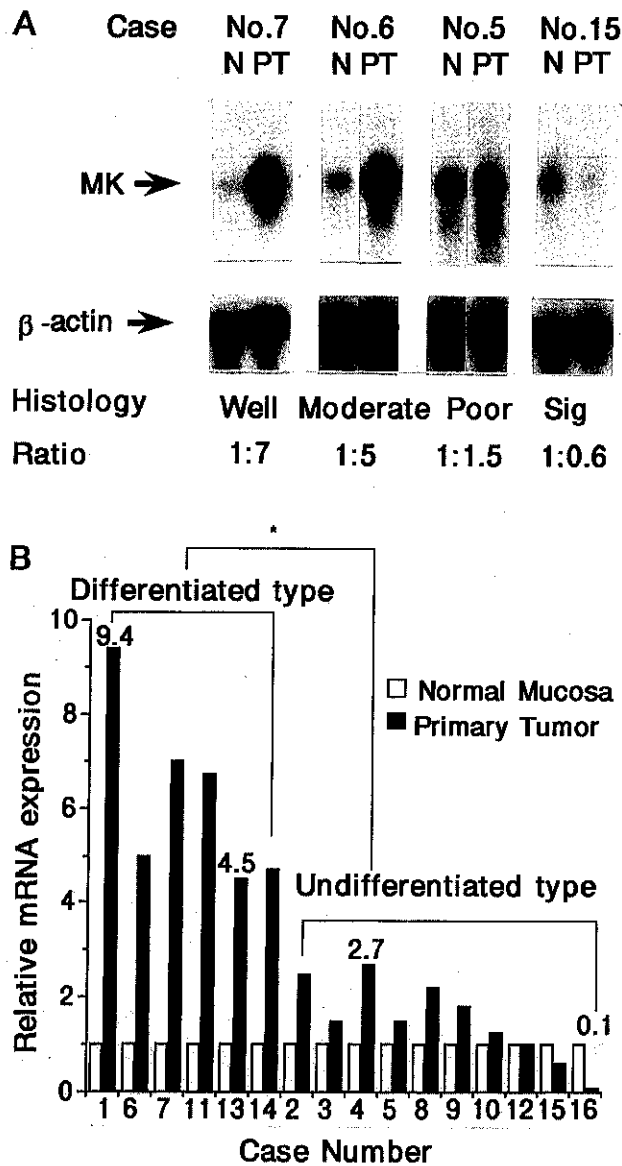 A
Case No.7 No.6 No.5 No.15
N PT N PT N PT N PT
MK
β-actin
Histology Well Moderate Poor Sig
Ratio 1:7 1:5 1:1.5 1:0.6
*
B
Differentiated type
10
9.4
Normal Mucosa
Primary Tumor
8
Relative mRNA expression
6
4.5
Undifferentiated type
4
2.7
2
0.1
0
1 6 7 11 13 14 2 3 4 5 8 9 10 12 15 16
Case Number